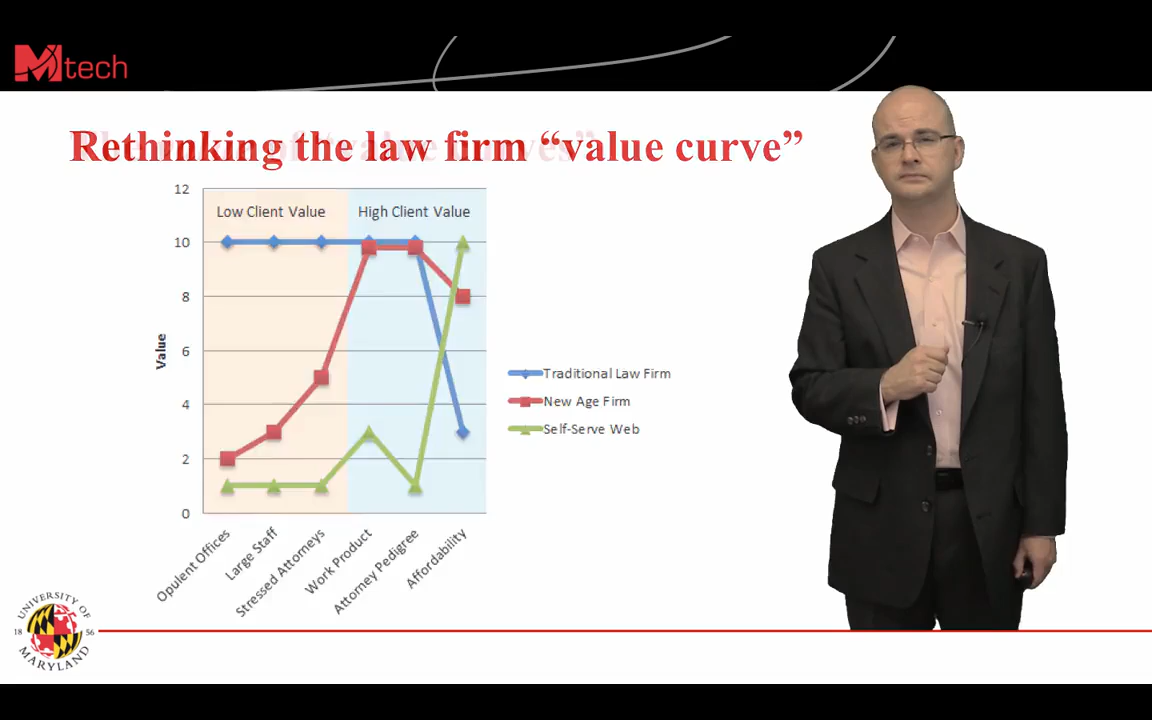 Mtech
Rethinking the law firm “value curve”
12
Low Client Value
High Client Value
10
8
6
4
2
0
Value
Traditional Law Firm
New Age Firm
Self-Serve Web
Opulent Offices
Large Staff
Stressed Attorneys
Work Product
Attorney Pedigree
Affordability
UNIVERSITY OF
18 56
MARYLAND